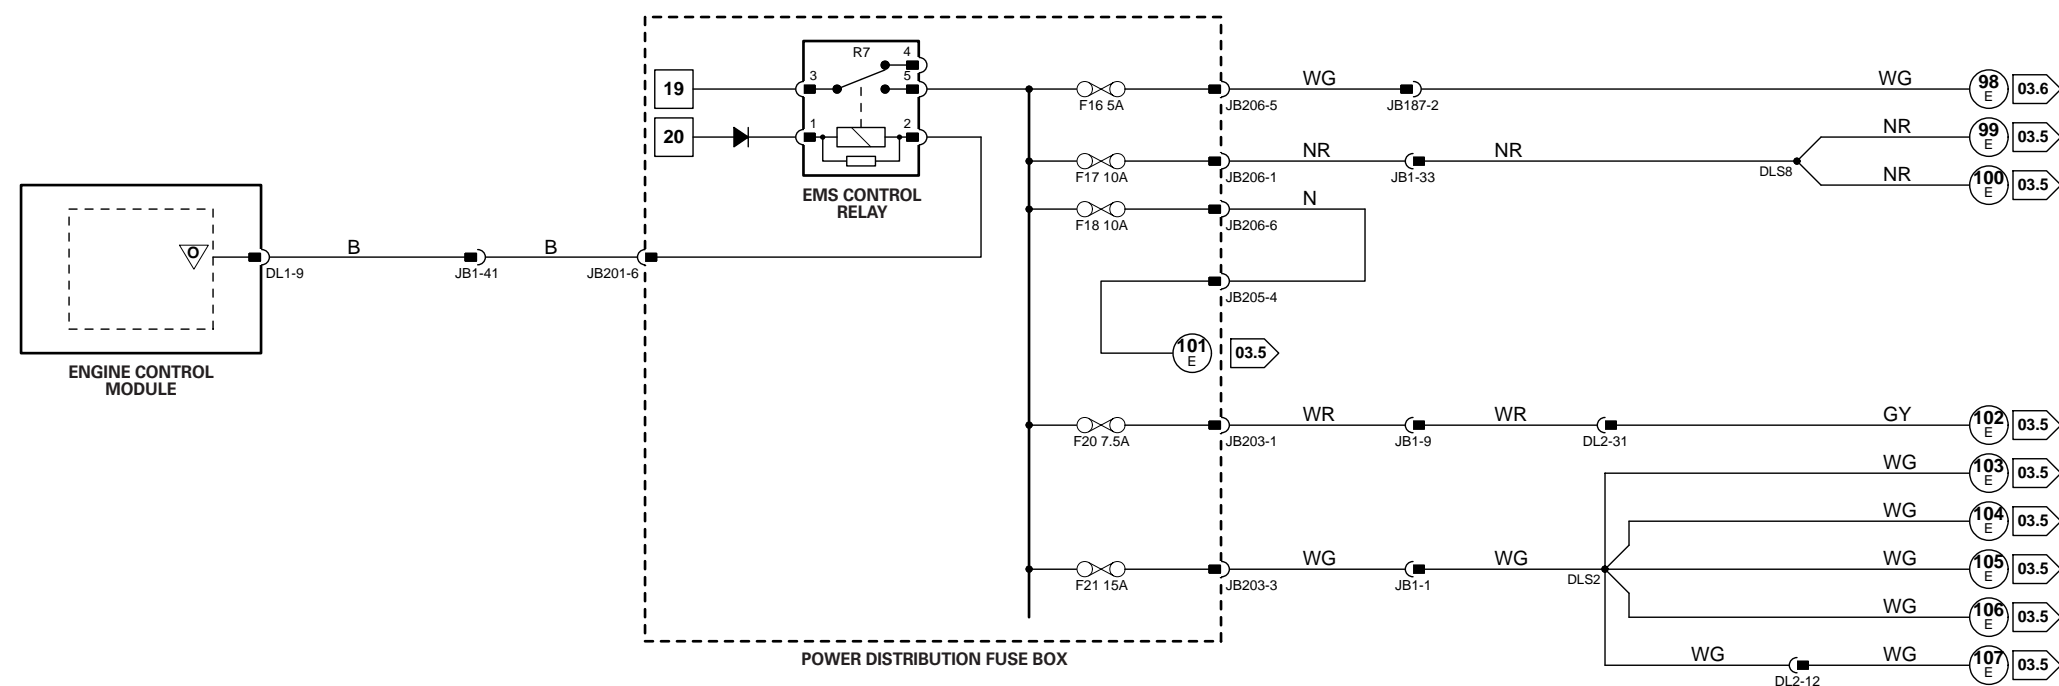 R7
4
3
5
19
1
2
20
EMS CONTROL
RELAY
F16 5A
JB206-5
WG
JB187-2
WG
98
E
03.6
F17 10A
JB206-1
NR
JB1-33
NR
DLS8
NR
99
E
03.5
NR
100
E
03.5
F18 10A
JB206-6
N
JB205-4
101
E
03.5
O
DL1-9
B
JB1-41
B
JB201-6
ENGINE CONTROL
MODULE
F20 7.5A
JB203-1
WR
JB1-9
WR
DL2-31
GY
102
E
03.5
WG
103
E
03.5
WG
104
E
03.5
F21 15A
JB203-3
WG
JB1-1
WG
DLS2
WG
105
E
03.5
WG
106
E
03.5
WG
DL2-12
WG
107
E
03.5
POWER DISTRIBUTION FUSE BOX